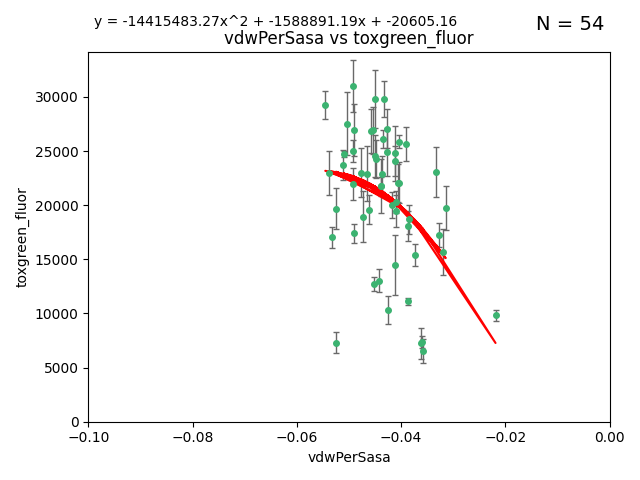 y = -14415483.27x^2 + -1588891.19x + -20605.16
N = 54
vdwPerSasa vs toxgreen_fluor
toxgreen_fluor
30000
25000
20000
15000
10000
5000
0
−0.10
−0.08
−0.06
−0.04
−0.02
0.00
vdwPerSasa